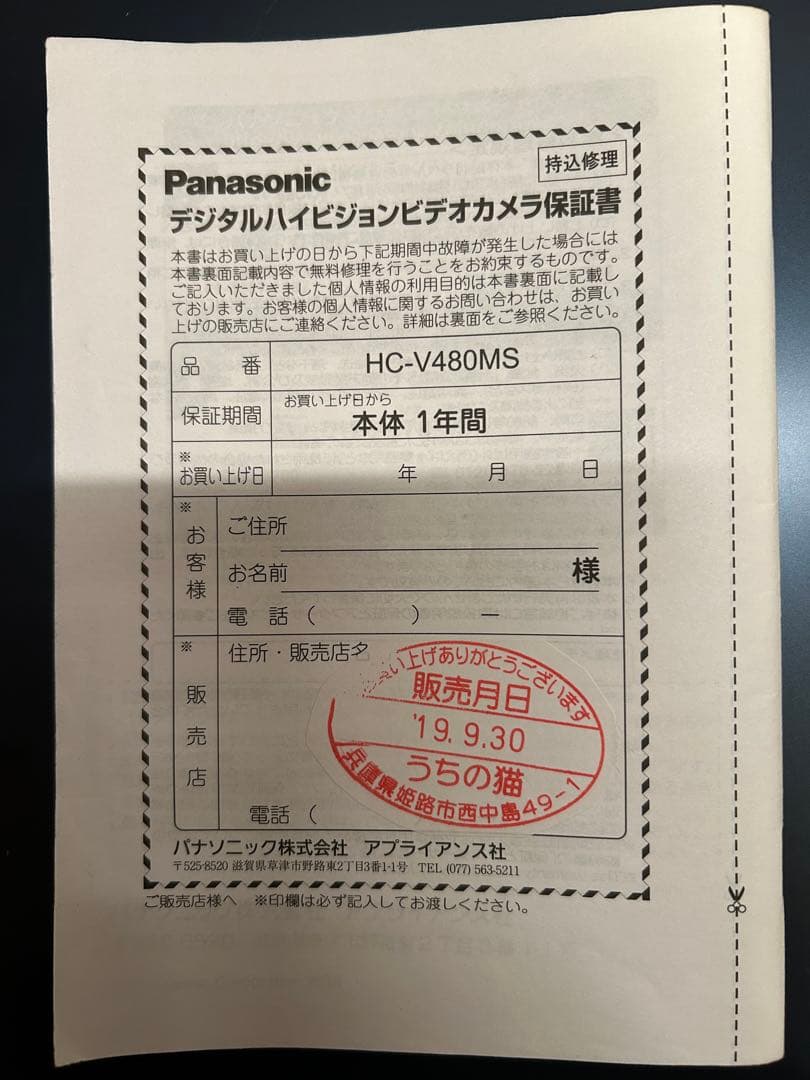 持込修理
Panasonic
デジタルハイビジョンビデオカメラ保証書
本書はお買い上げの日から下記期間中故障が発生した場合には
本書裏面記載内容で無料修理を行うことをお約束するものです。
ご記入いただきました個人情報の利用目的は本書裏面に記載し
ております。お客様の個人情報に関するお問い合わせは、お買い
上げの販売店にご連絡ください。詳細は裏面をご参照ください。
品 番 HC-V480MS
保証期間 お買い上げ日から
本体 1年間
※
お買い上げ日 年 月 日
※
お客様
ご住所
お名前 様
電 話 ( ) ー
※
販売店
住所・販売店名
い上げありがとうございます
販売月日
'19.9.30
うちの猫
兵庫県姫路市西中島49-1
電話 (
パナソニック株式会社 アプライアンス社
〒525-8520 滋賀県草津市野路東2丁目3番1-1号 TEL (077) 563-5211
ご販売店様へ ※印欄は必ず記入してお渡しください。